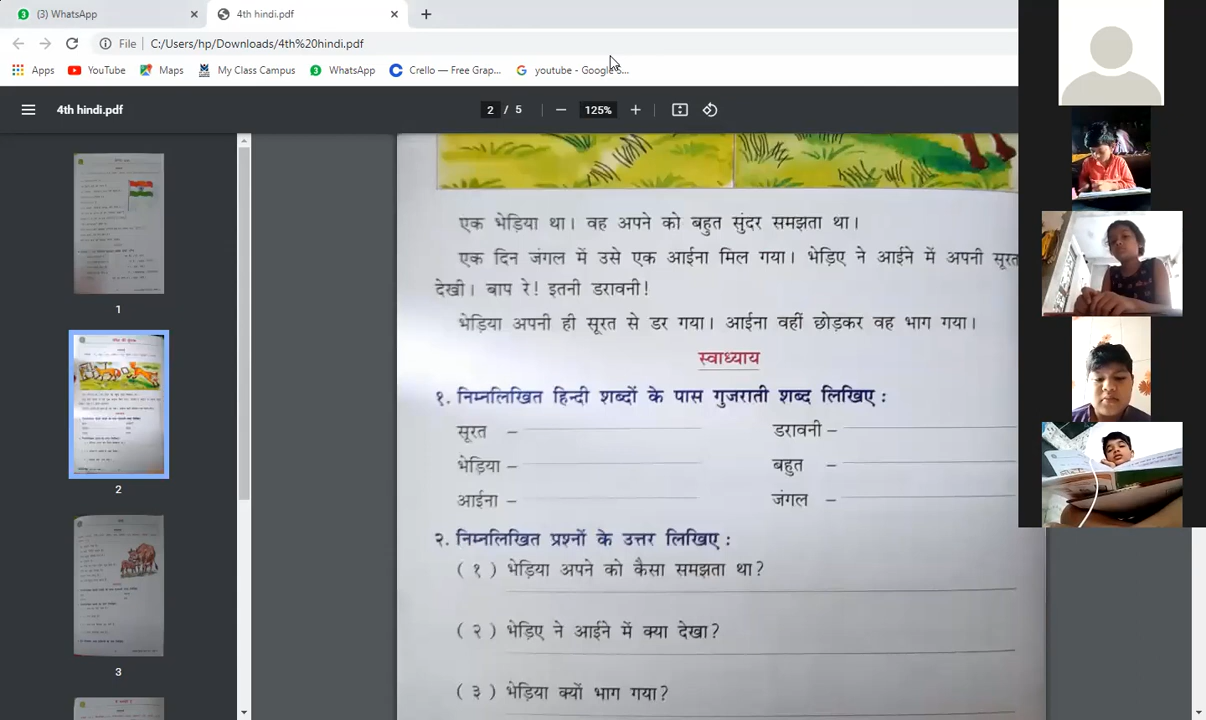 (3) WhatsApp
4th hindi.pdf
File
C:/Users/hp/Downloads/4th%20hindi.pdf
Apps YouTube Maps My Class Campus WhatsApp Crello — Free Grap... youtube - Google S...
4th hindi.pdf
2 / 5
125%
एक भेड़िया था। वह अपने को बहुत सुंदर समझता था।
एक दिन जंगल में उसे एक आईना मिल गया। भेड़िए ने आईने में अपनी सूरत
देखी। बाप रे! इतनी डरावनी!
भेड़िया अपनी ही सूरत से डर गया। आईना वहीं छोड़कर वह भाग गया।
स्वाध्याय
१. निम्नलिखित हिन्दी शब्दों के पास गुजराती शब्द लिखिए :
सूरत – डरावनी –
भेड़िया – बहुत –
आईना – जंगल –
२. निम्नलिखित प्रश्नों के उत्तर लिखिए :
( १ ) भेड़िया अपने को कैसा समझता था?
( २ ) भेड़िए ने आईने में क्या देखा?
( ३ ) भेड़िया क्यों भाग गया?
1
2
3